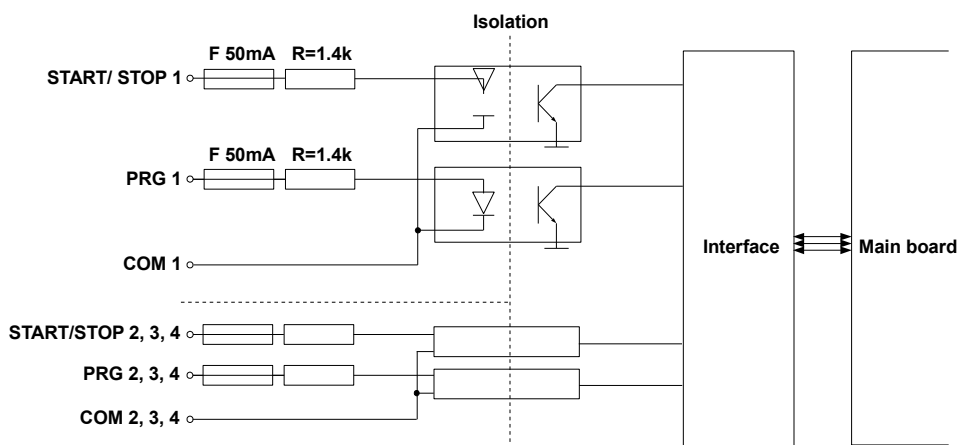 Isolation
F 50mA R=1.4k
START/ STOP 1
F 50mA R=1.4k
PRG 1
COM 1
Interface
Main board
START/STOP 2, 3, 4
PRG 2, 3, 4
COM 2, 3, 4